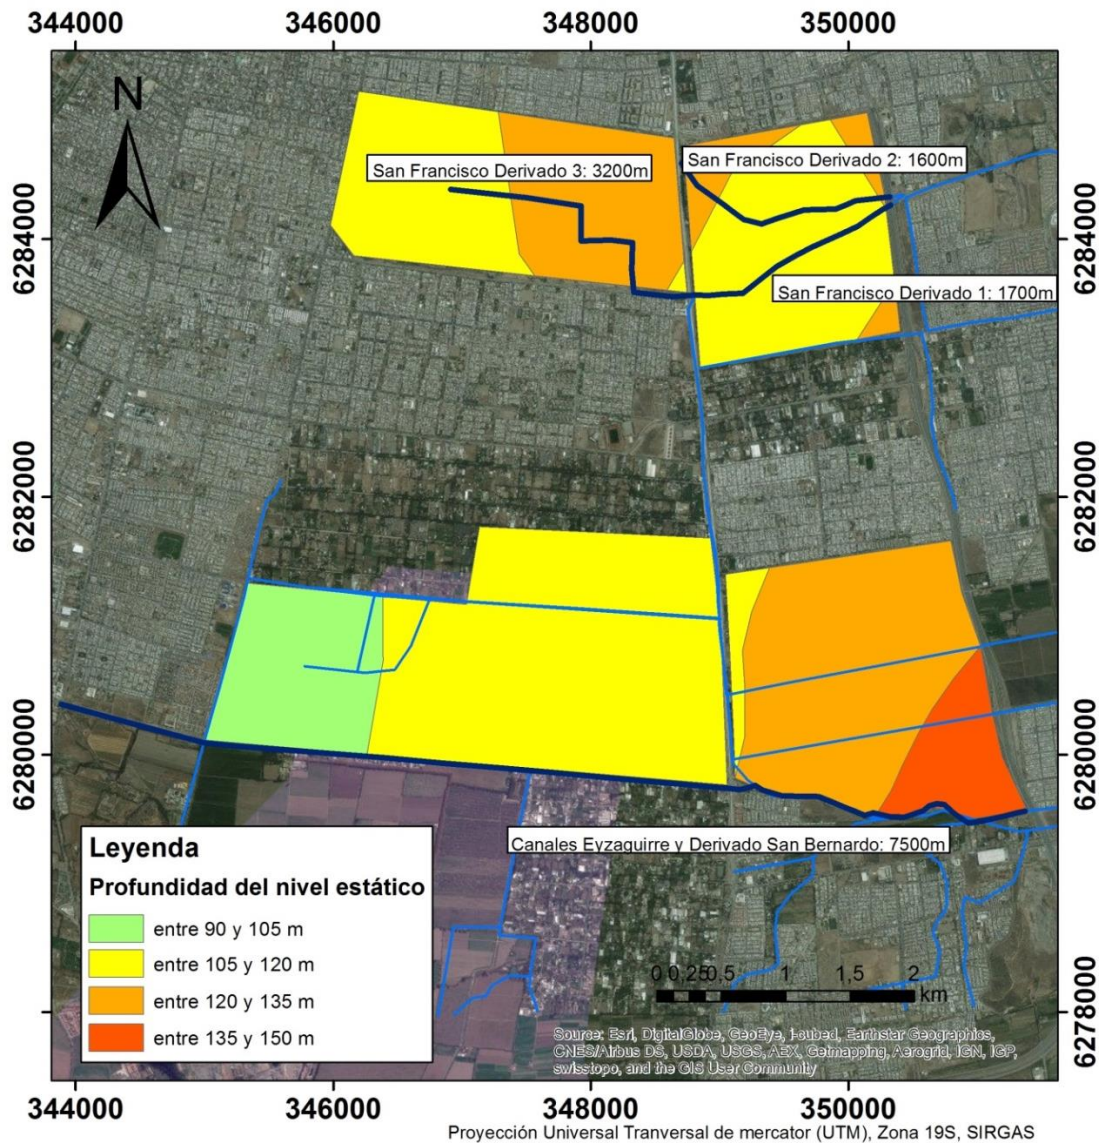 344000 346000 348000 350000
N
San Francisco Derivado 2: 1600m
San Francisco Derivado 3: 3200m
6284000 6284000
San Francisco Derivado 1: 1700m
6282000 6282000
6280000 6280000
Canales Eyzaguirre y Derivado San Bernardo: 7500m
Leyenda
Profundidad del nivel estático
entre 90 y 105 m
entre 105 y 120 m
entre 120 y 135 m
entre 135 y 150 m
0 0,25 0,5 1 1,5 2
km
6278000 6278000
Source: Esri, DigitalGlobe, GeoEye, i-cubed, Earthstar Geographics,
CNES/Airbus DS, USDA, USGS, AEX, Getmapping, Aerogrid, IGN, IGP,
swisstopo, and the GIS User Community
344000 346000 348000 350000
Proyección Universal Tranversal de mercator (UTM), Zona 19S, SIRGAS